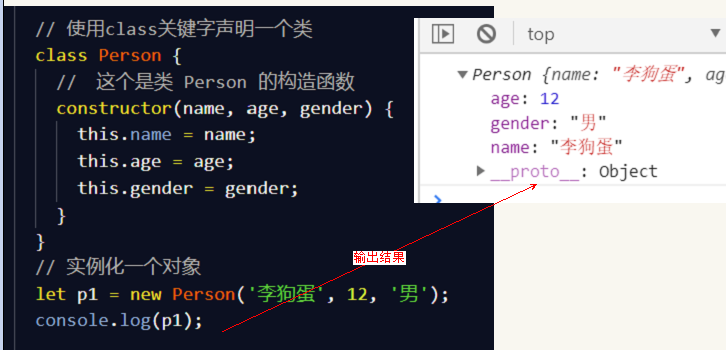 // 使用class关键字声明一个类
class Person {
//  这个是类 Person 的构造函数
constructor(name, age, gender) {
this.name = name;
this.age = age;
this.gender = gender;
}
}
// 实例化一个对象
let p1 = new Person('李狗蛋', 12, '男');
console.log(p1);
输出结果
top
Person {name: "李狗蛋", ag
age: 12
gender: "男"
name: "李狗蛋"
__proto__: Object